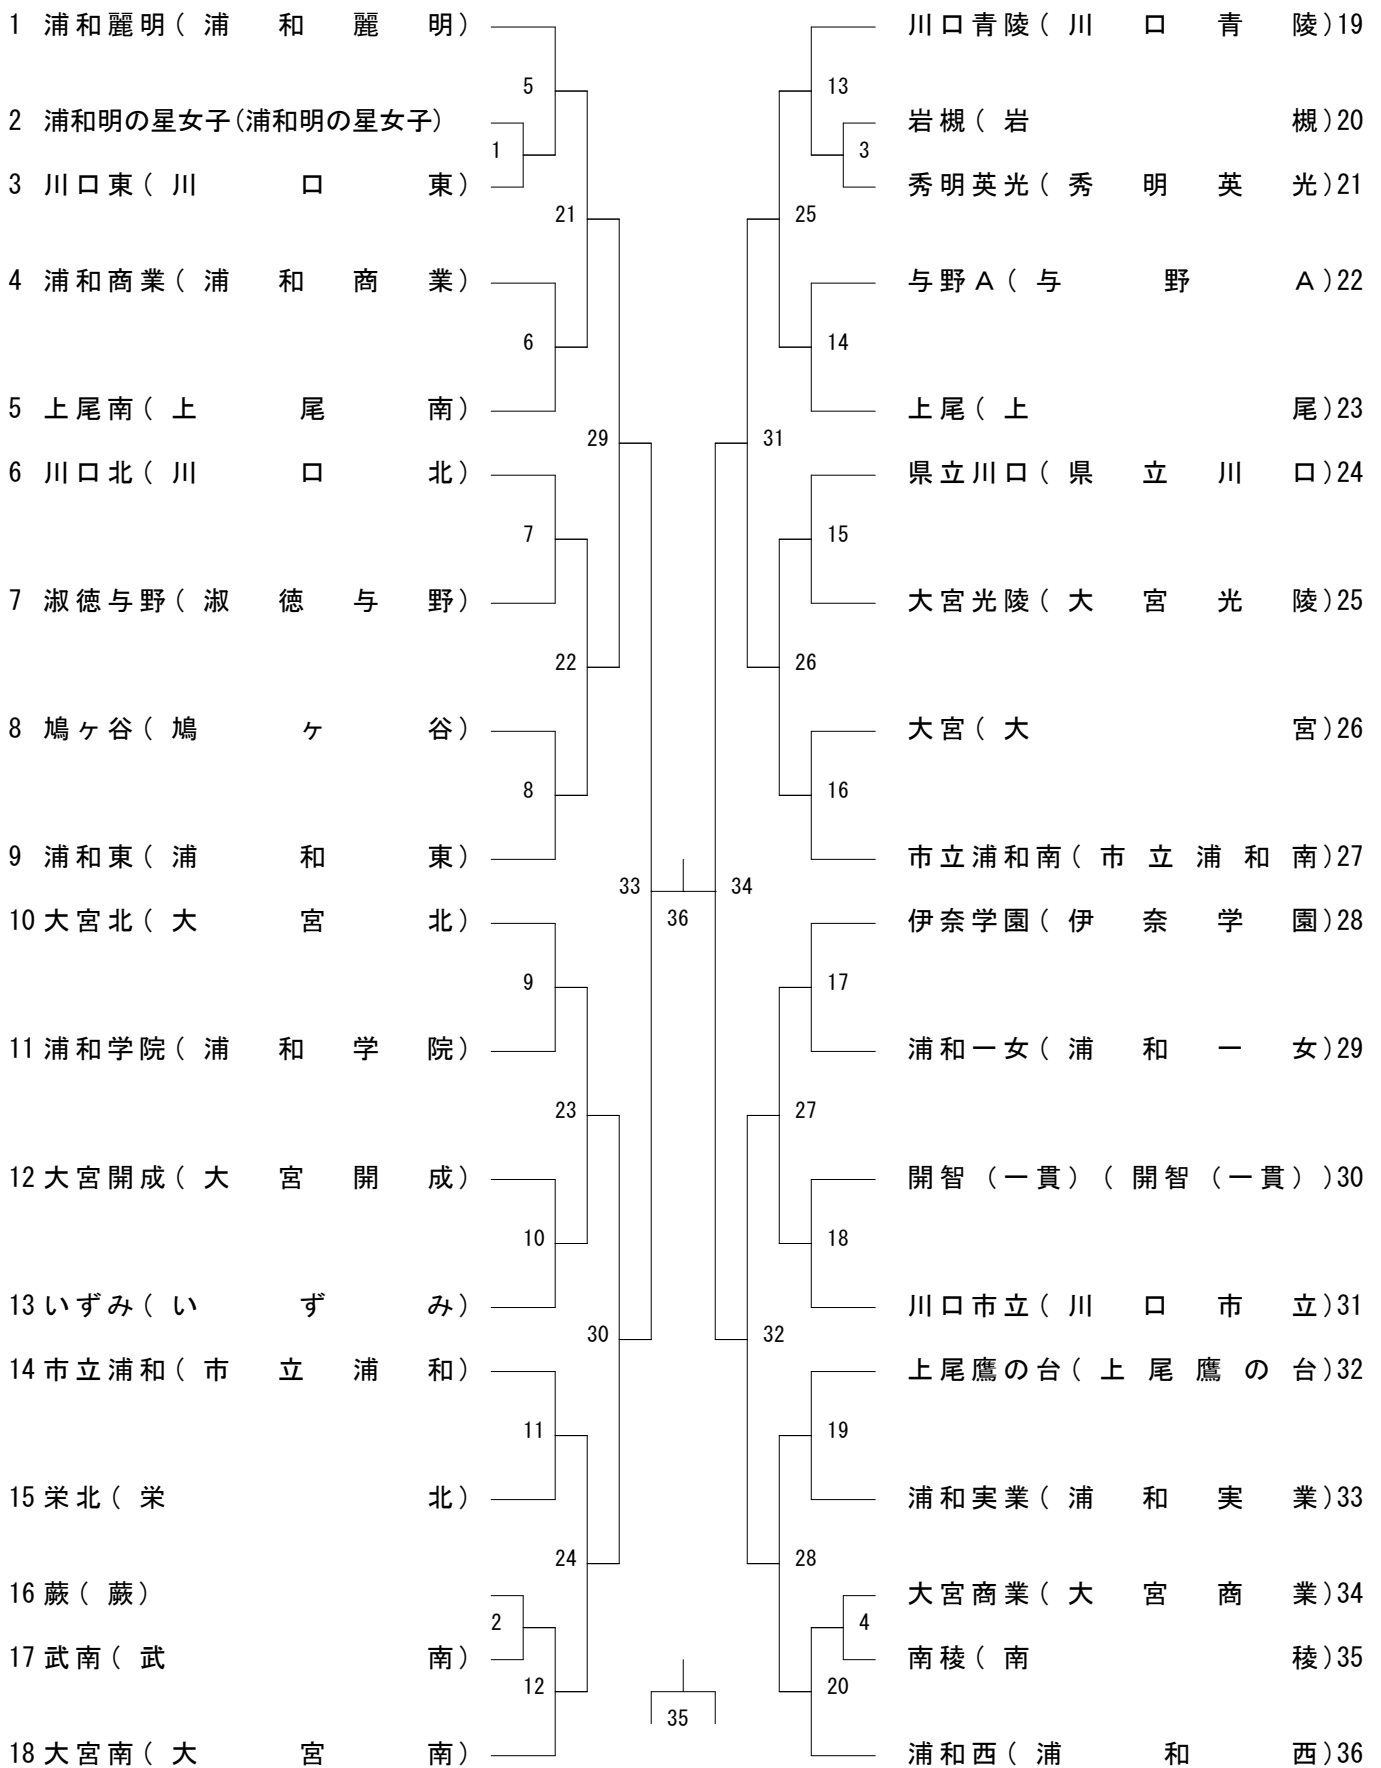 1 浦和麗明( 浦 和 麗 明)
川口青陵( 川 口 青 陵)19
5
13
2 浦和明の星女子(浦和明の星女子)
岩槻( 岩 槻)20
1
3
3 川口東( 川 口 東)
秀明英光( 秀 明 英 光)21
21
25
4 浦和商業( 浦 和 商 業)
与野A( 与 野 A)22
6
14
5 上尾南( 上 尾 南)
上尾( 上 尾)23
29
31
6 川口北( 川 口 北)
県立川口( 県 立 川 口)24
7
15
7 淑徳与野( 淑 徳 与 野)
大宮光陵( 大 宮 光 陵)25
22
26
8 鳩ヶ谷( 鳩 ヶ 谷)
大宮( 大 宮)26
8
16
9 浦和東( 浦 和 東)
市立浦和南( 市 立 浦 和 南)27
33
34
36
10 大宮北( 大 宮 北)
伊奈学園( 伊 奈 学 園)28
9
17
11 浦和学院( 浦 和 学 院)
浦和一女( 浦 和 一 女)29
23
27
12 大宮開成( 大 宮 開 成)
開智(一貫)( 開智(一貫))30
10
18
13 いずみ( い ず み)
川口市立( 川 口 市 立)31
30
32
14 市立浦和( 市 立 浦 和)
上尾鷹の台( 上 尾 鷹 の 台)32
11
19
15 栄北( 栄 北)
浦和実業( 浦 和 実 業)33
24
28
16 蕨( 蕨)
大宮商業( 大 宮 商 業)34
2
4
17 武南( 武 南)
南稜( 南 稜)35
12
20
35
18 大宮南( 大 宮 南)
浦和西( 浦 和 西)36